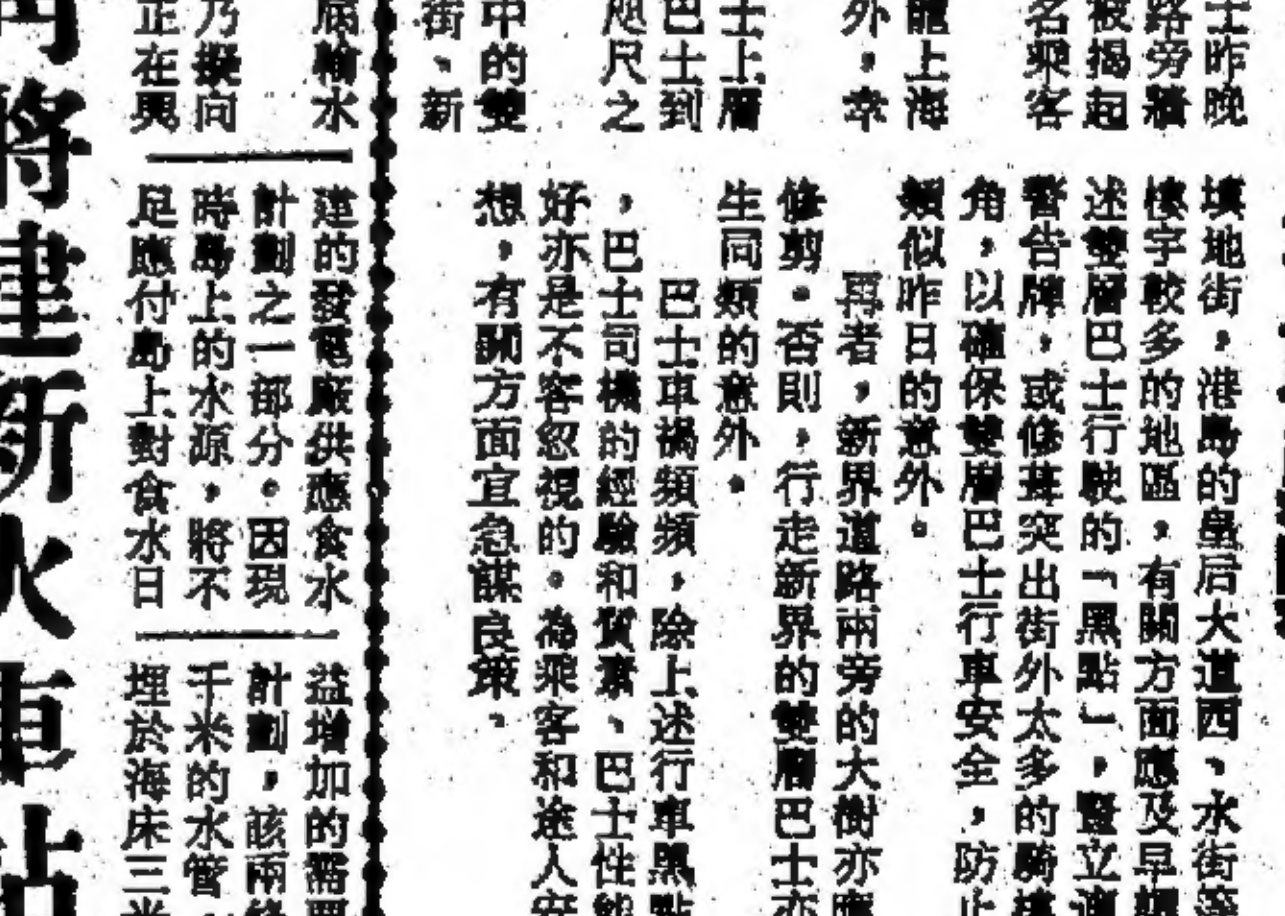 士昨晚
路旁牆
被揭起
名乘客
龍上海
外，幸
士上層
巴士到
咫尺之
中的雙
街、新
填地街，港島的皇后大道西、水街等
樓宇較多的地區，有關方面應及早
述雙層巴士行駛的「黑點」，豎立
警告牌，或修葺突出街外太多的騎樓
角，以確保雙層巴士行車安全，防止
類似昨日的意外。
再者，新界道路兩旁的大樹亦應
修剪。否則，行走新界的雙層巴士亦
生同類的意外。
巴士車禍頻頻，除上述行車黑點
，巴士司機的經驗和質素、巴士性能
好亦是不容忽視的。為乘客和途人安
想，有關方面宜急謀良策。
病輸水
乃擬向
正在興
建的發電廠供應食水
計劃之一部分。因現
時島上的水源，將不
足應付島上對食水日
益增加的需要
計劃，該兩條
千米的水管，
埋於海床三米
將建新火車站